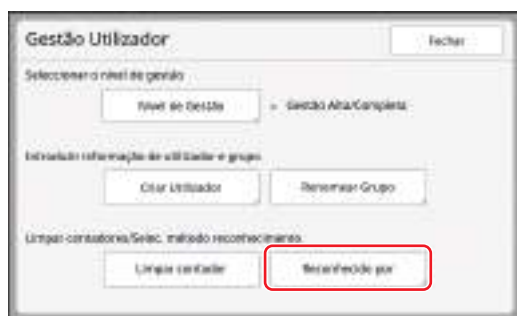 Gestão Utilizador
Fechar
Seleccionar o nível de gestão
Nível de Gestão
» Gestão Alta/Completa
Introduzir informação de utilizador e grupo.
Criar Utilizador
Renomear Grupo
Limpar contadores/Selec. método reconhecimento.
Limpar contador
Reconhecido por